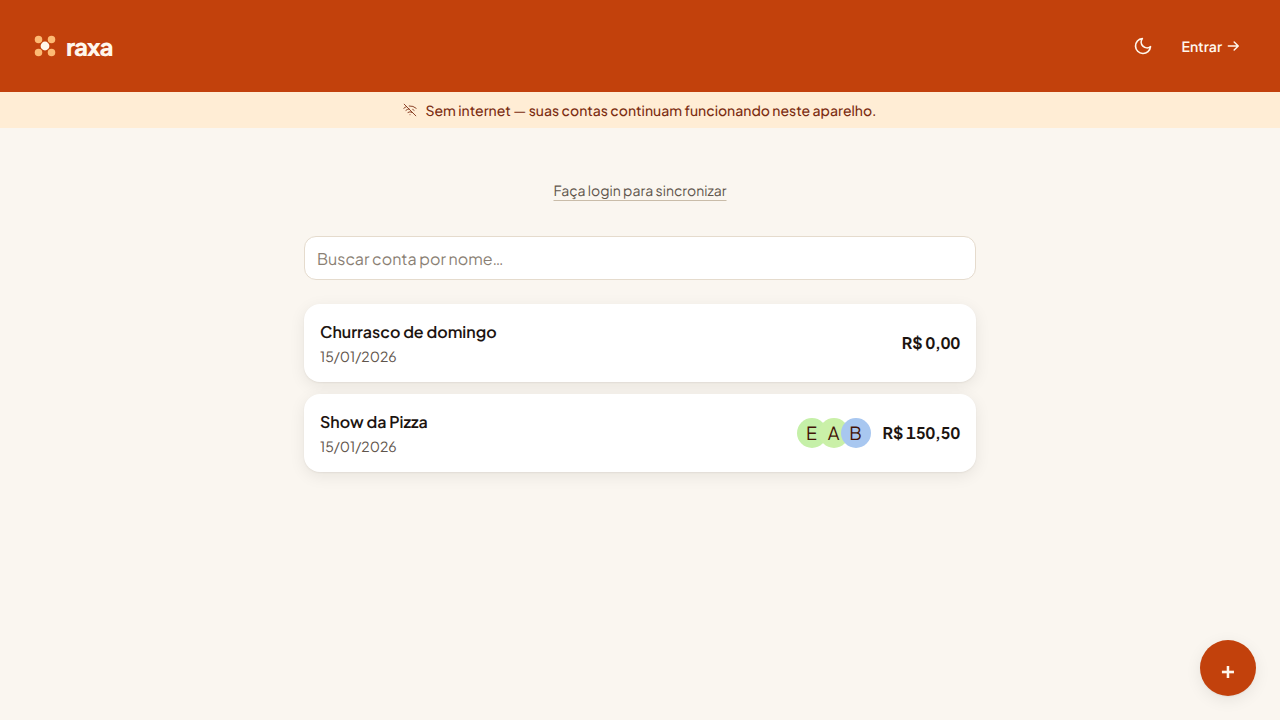 raxa
Entrar →
Sem internet — suas contas continuam funcionando neste aparelho.
Faça login para sincronizar
Buscar conta por nome...
Churrasco de domingo
15/01/2026
R$ 0,00
Show da Pizza
15/01/2026
E A B
R$ 150,50
+